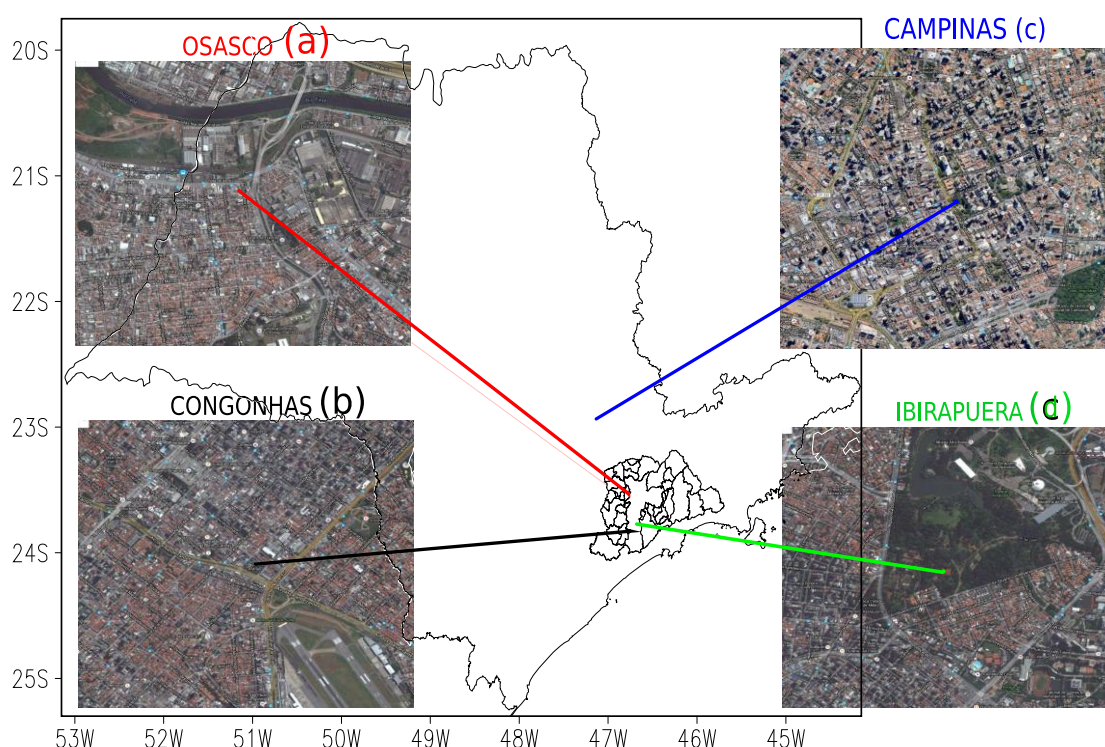 OSASCO (a)
CAMPINAS (c)
20S
21S
22S
23S
24S
25S
CONGONHAS (b)
IBIRAPUERA (d)
53W 52W 51W 50W 49W 48W 47W 46W 45W